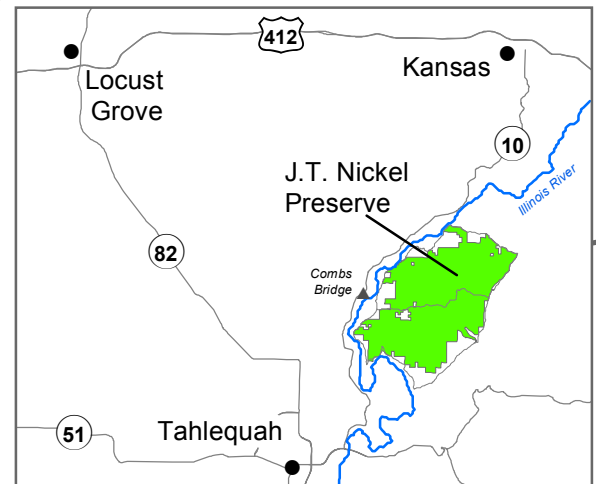 412
Locust
Grove
Kansas
10
J.T. Nickel
Preserve
Illinois River
82
Combs
Bridge
51
Tahlequah